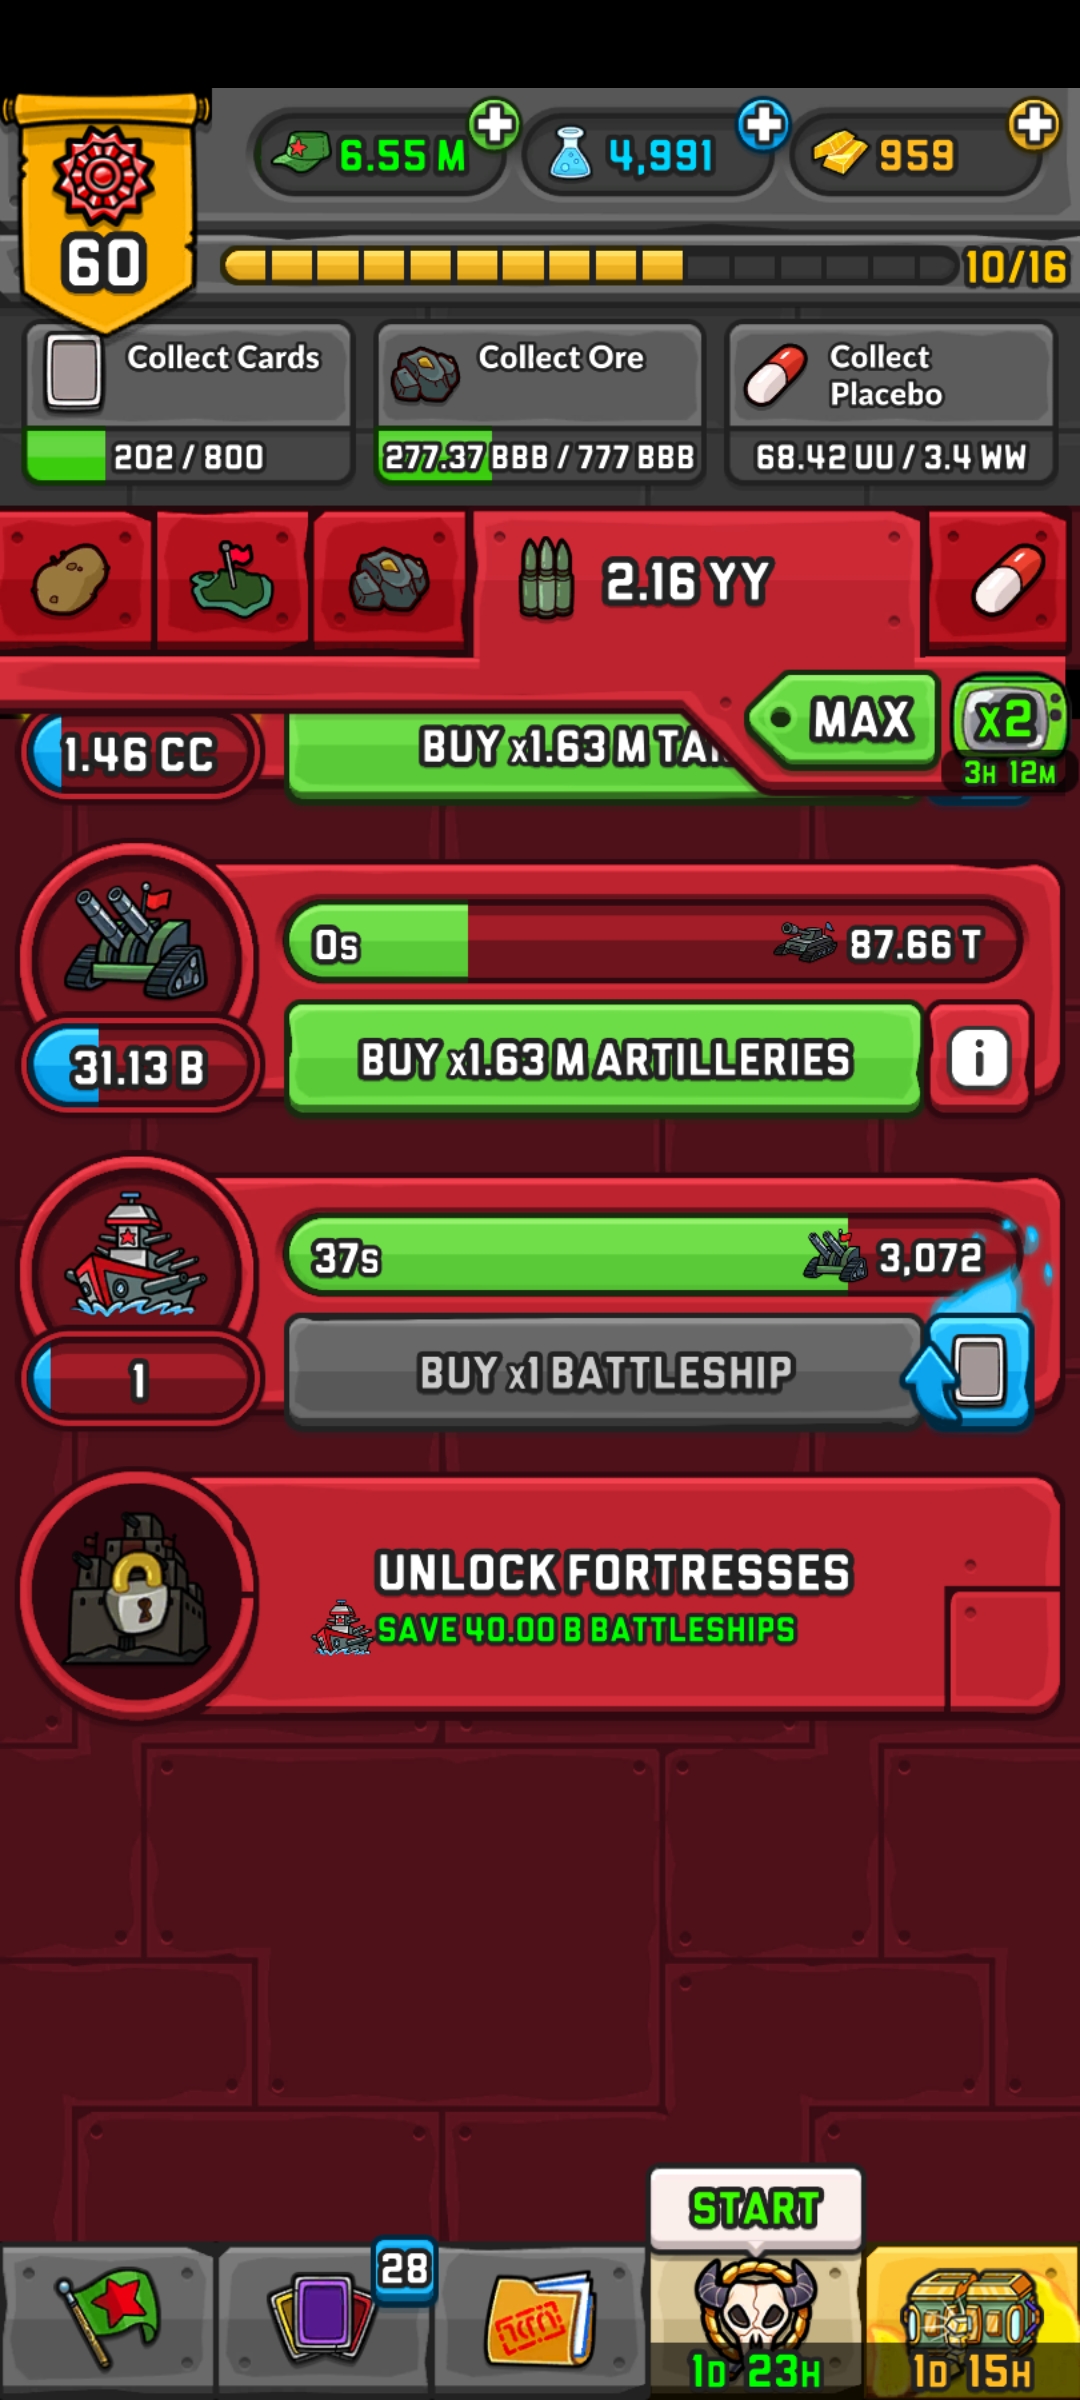 6.55 M
4,991
959
60
10/16
Collect Cards
202 / 800
Collect Ore
277.37 BBB / 777 BBB
Collect
Placebo
68.42 UU / 3.4 WW
2.16 YY
MAX
x2
3H 12M
1.46 CC
BUY x1.63 M
0s
87.66 T
31.13 B
BUY x1.63 M ARTILLERIES
i
37s
3,072
1
BUY x1 BATTLESHIP
UNLOCK FORTRESSES
SAVE 40.00 B BATTLESHIPS
START
28
1D 23H
1D 15H